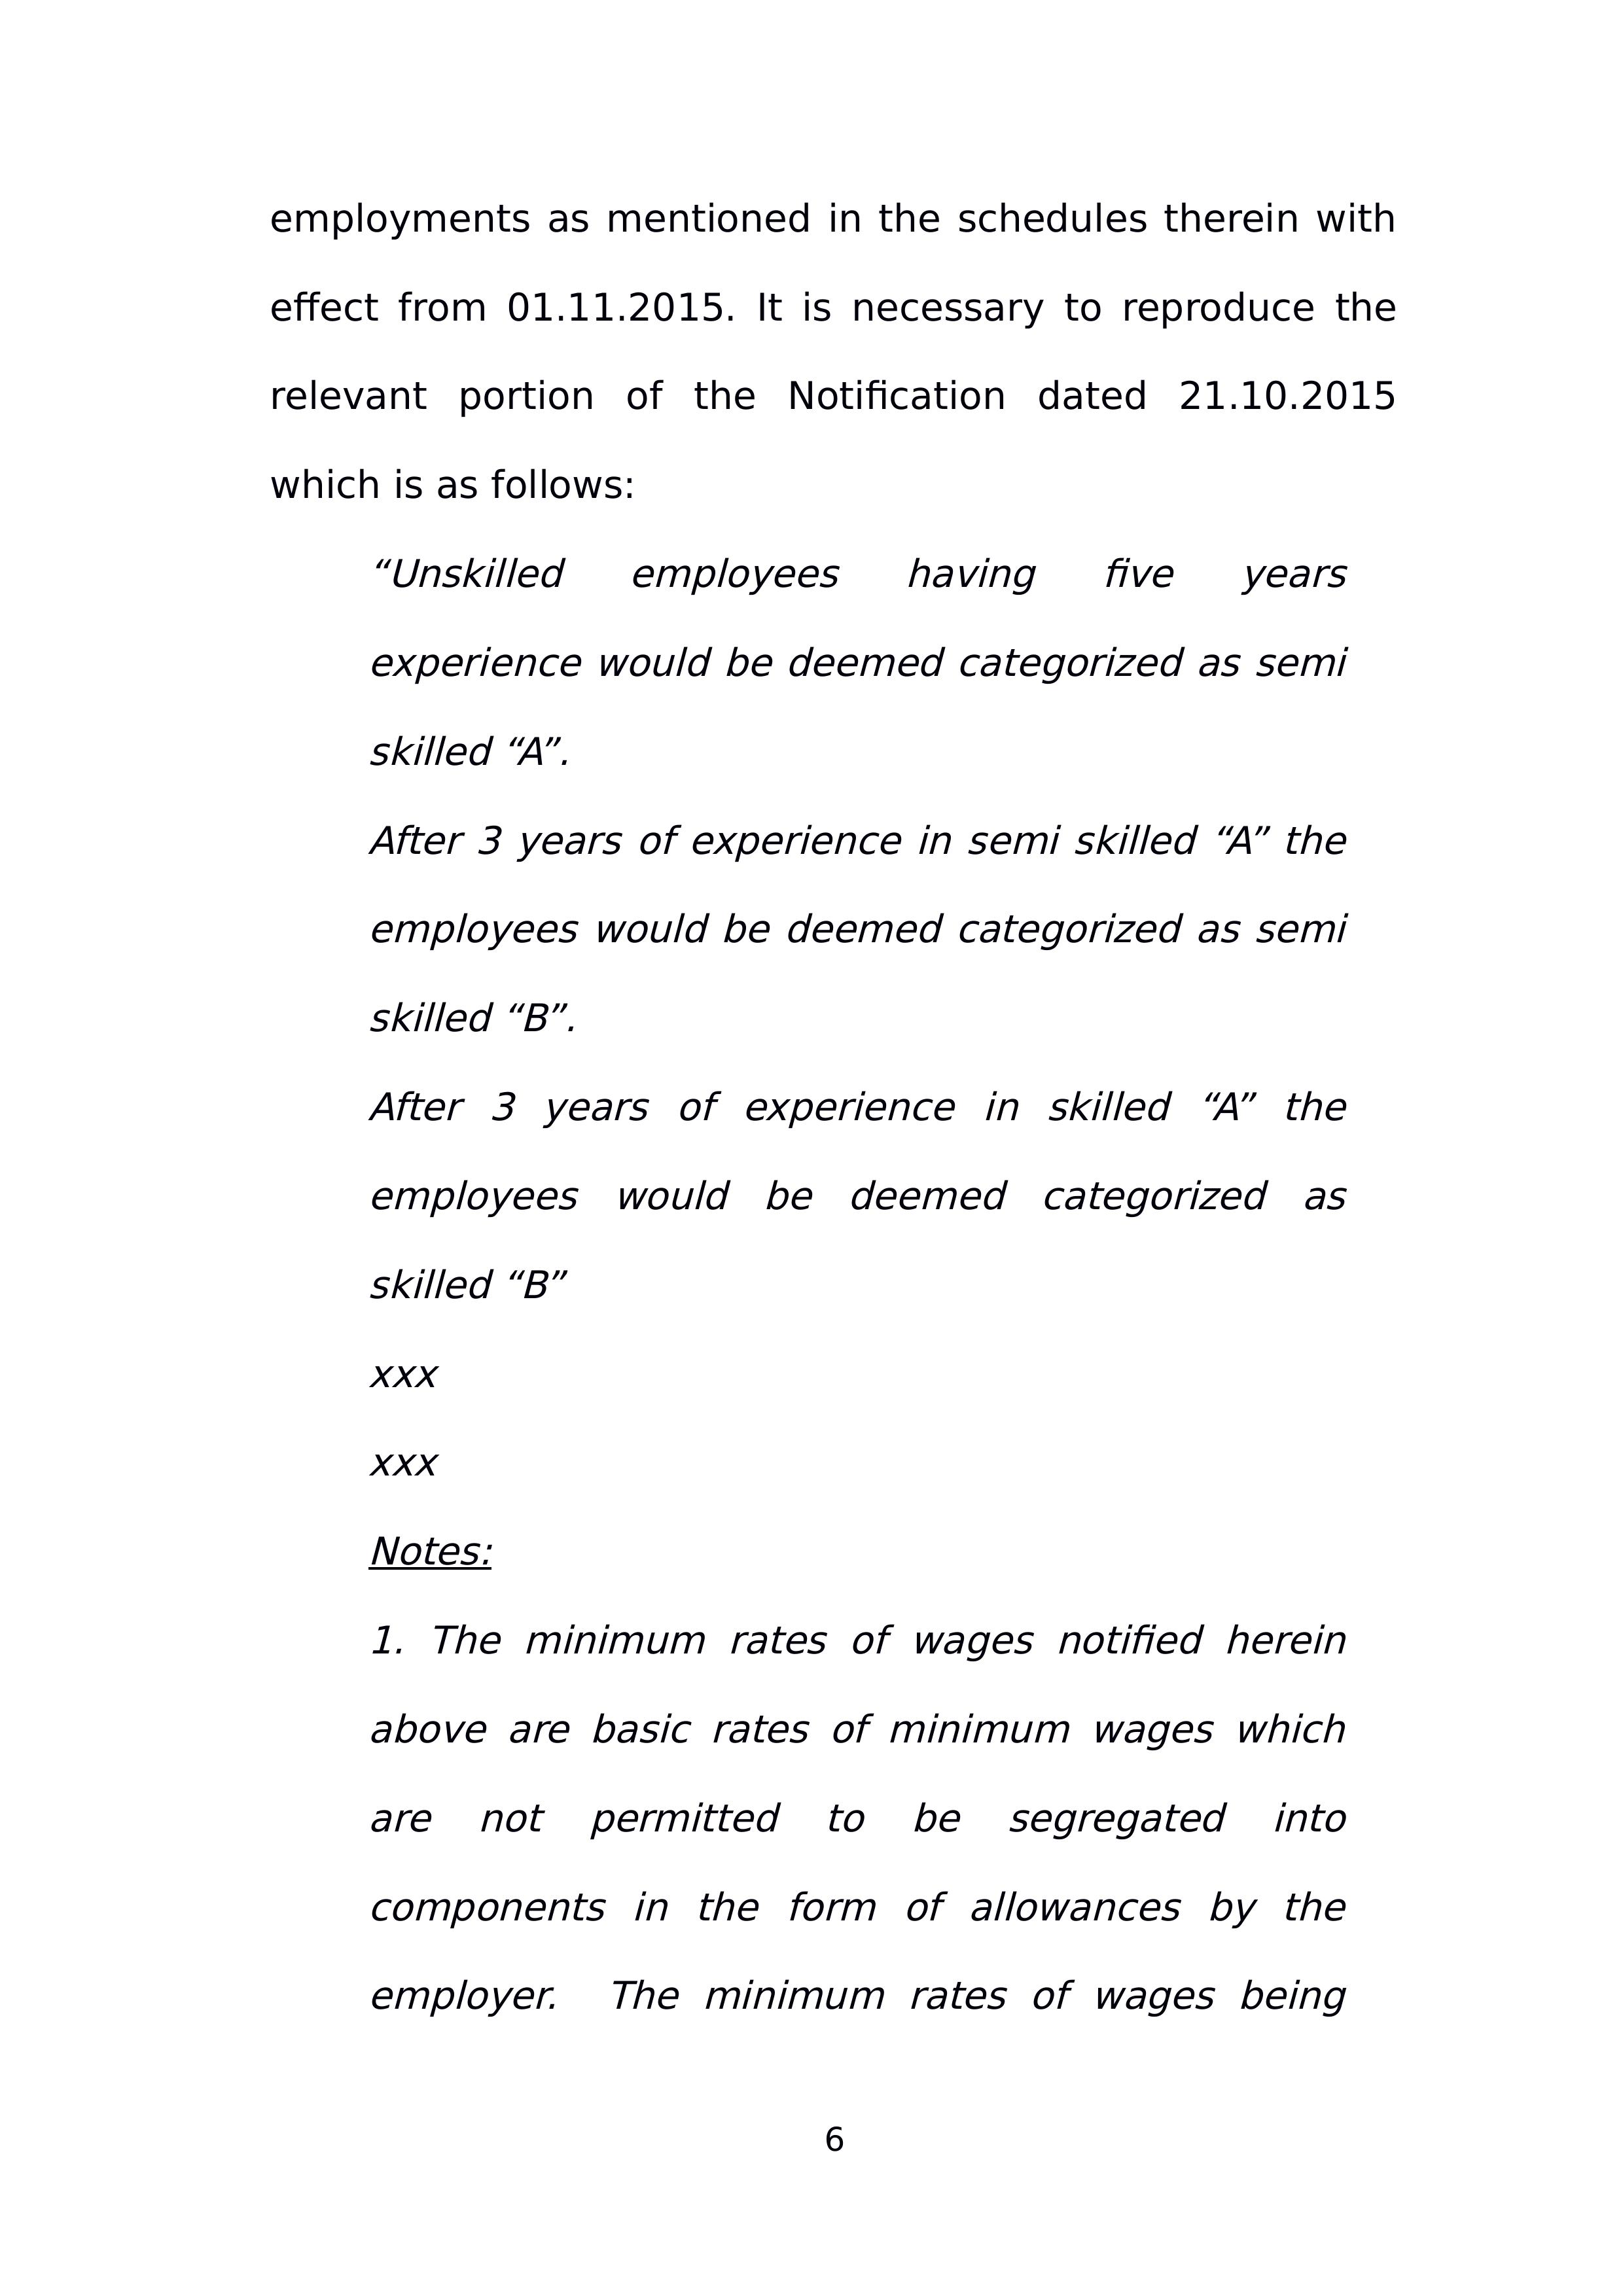 employments as mentioned in the schedules therein with
effect from 01.11.2015. It is necessary to reproduce the
relevant portion of the Notification dated 21.10.2015
which is as follows:
“Unskilled employees having five years
experience would be deemed categorized as semi
skilled “A”.
After 3 years of experience in semi skilled “A” the
employees would be deemed categorized as semi
skilled “B”.
After 3 years of experience in skilled “A” the
employees would be deemed categorized as
skilled “B”
xxx
xxx
Notes:
1. The minimum rates of wages notified herein
above are basic rates of minimum wages which
are not permitted to be segregated into
components in the form of allowances by the
employer. The minimum rates of wages being
6